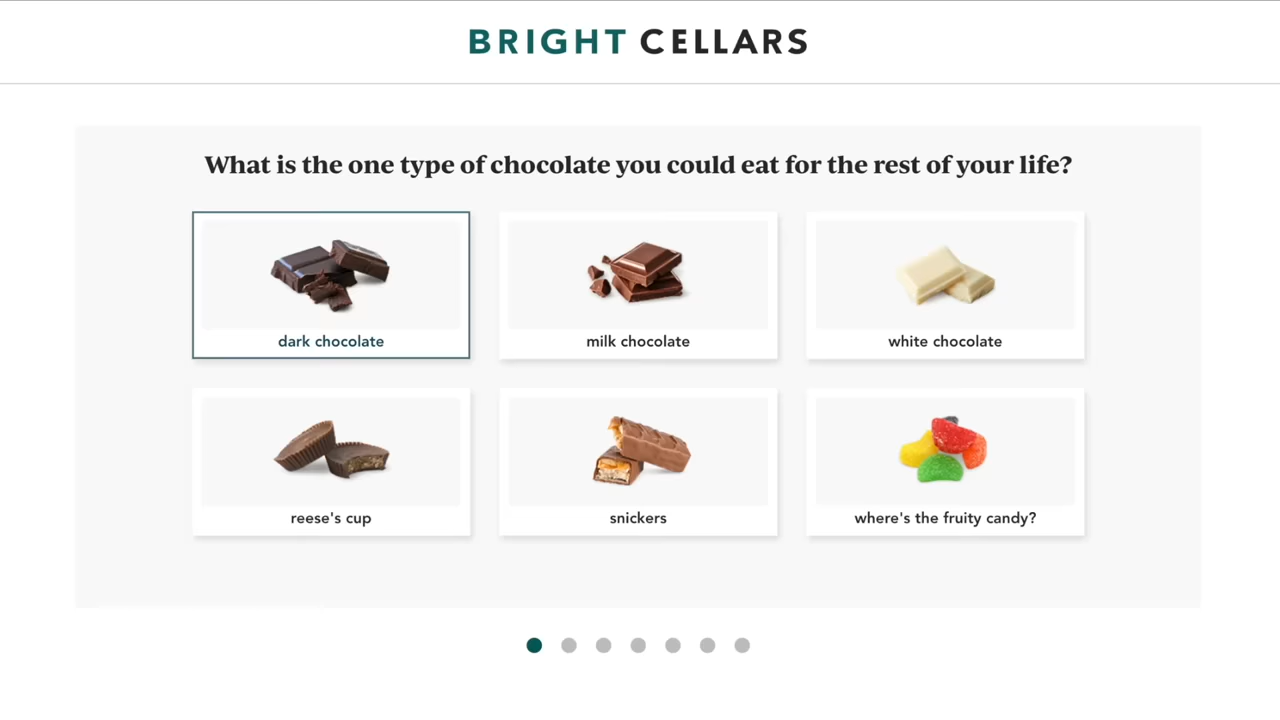 BRIGHT CELLARS
What is the one type of chocolate you could eat for the rest of your life?
dark chocolate
milk chocolate
white chocolate
reese's cup
snickers
where's the fruity candy?